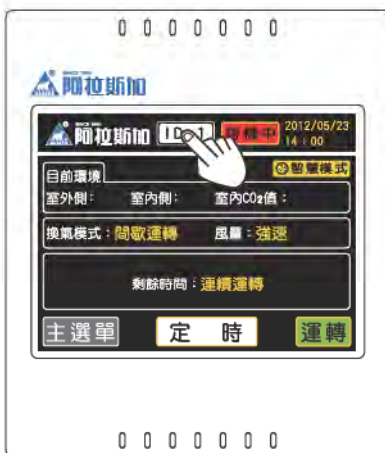 阿拉斯加
阿拉斯加 ID-1 中 2012/05/23
14:00
目前環境 智慧模式
室外側: 室內側: 室內CO₂值:
換氣模式:間歇運轉 風量:強速
剩餘時間:連續運轉
主選單 定 時 運轉